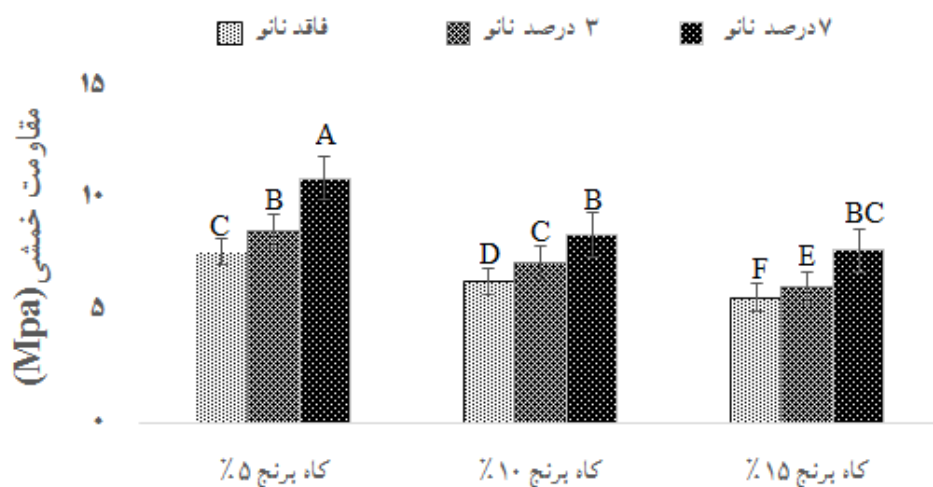 فاقد نانو ۳ درصد نانو ۷درصد نانو
مقاومت خمشی (Mpa)
۱۵
۱۰
۵
۰
C B A
D C B
F E BC
کاه برنج ۵٪ کاه برنج ۱۰٪ کاه برنج ۱۵٪